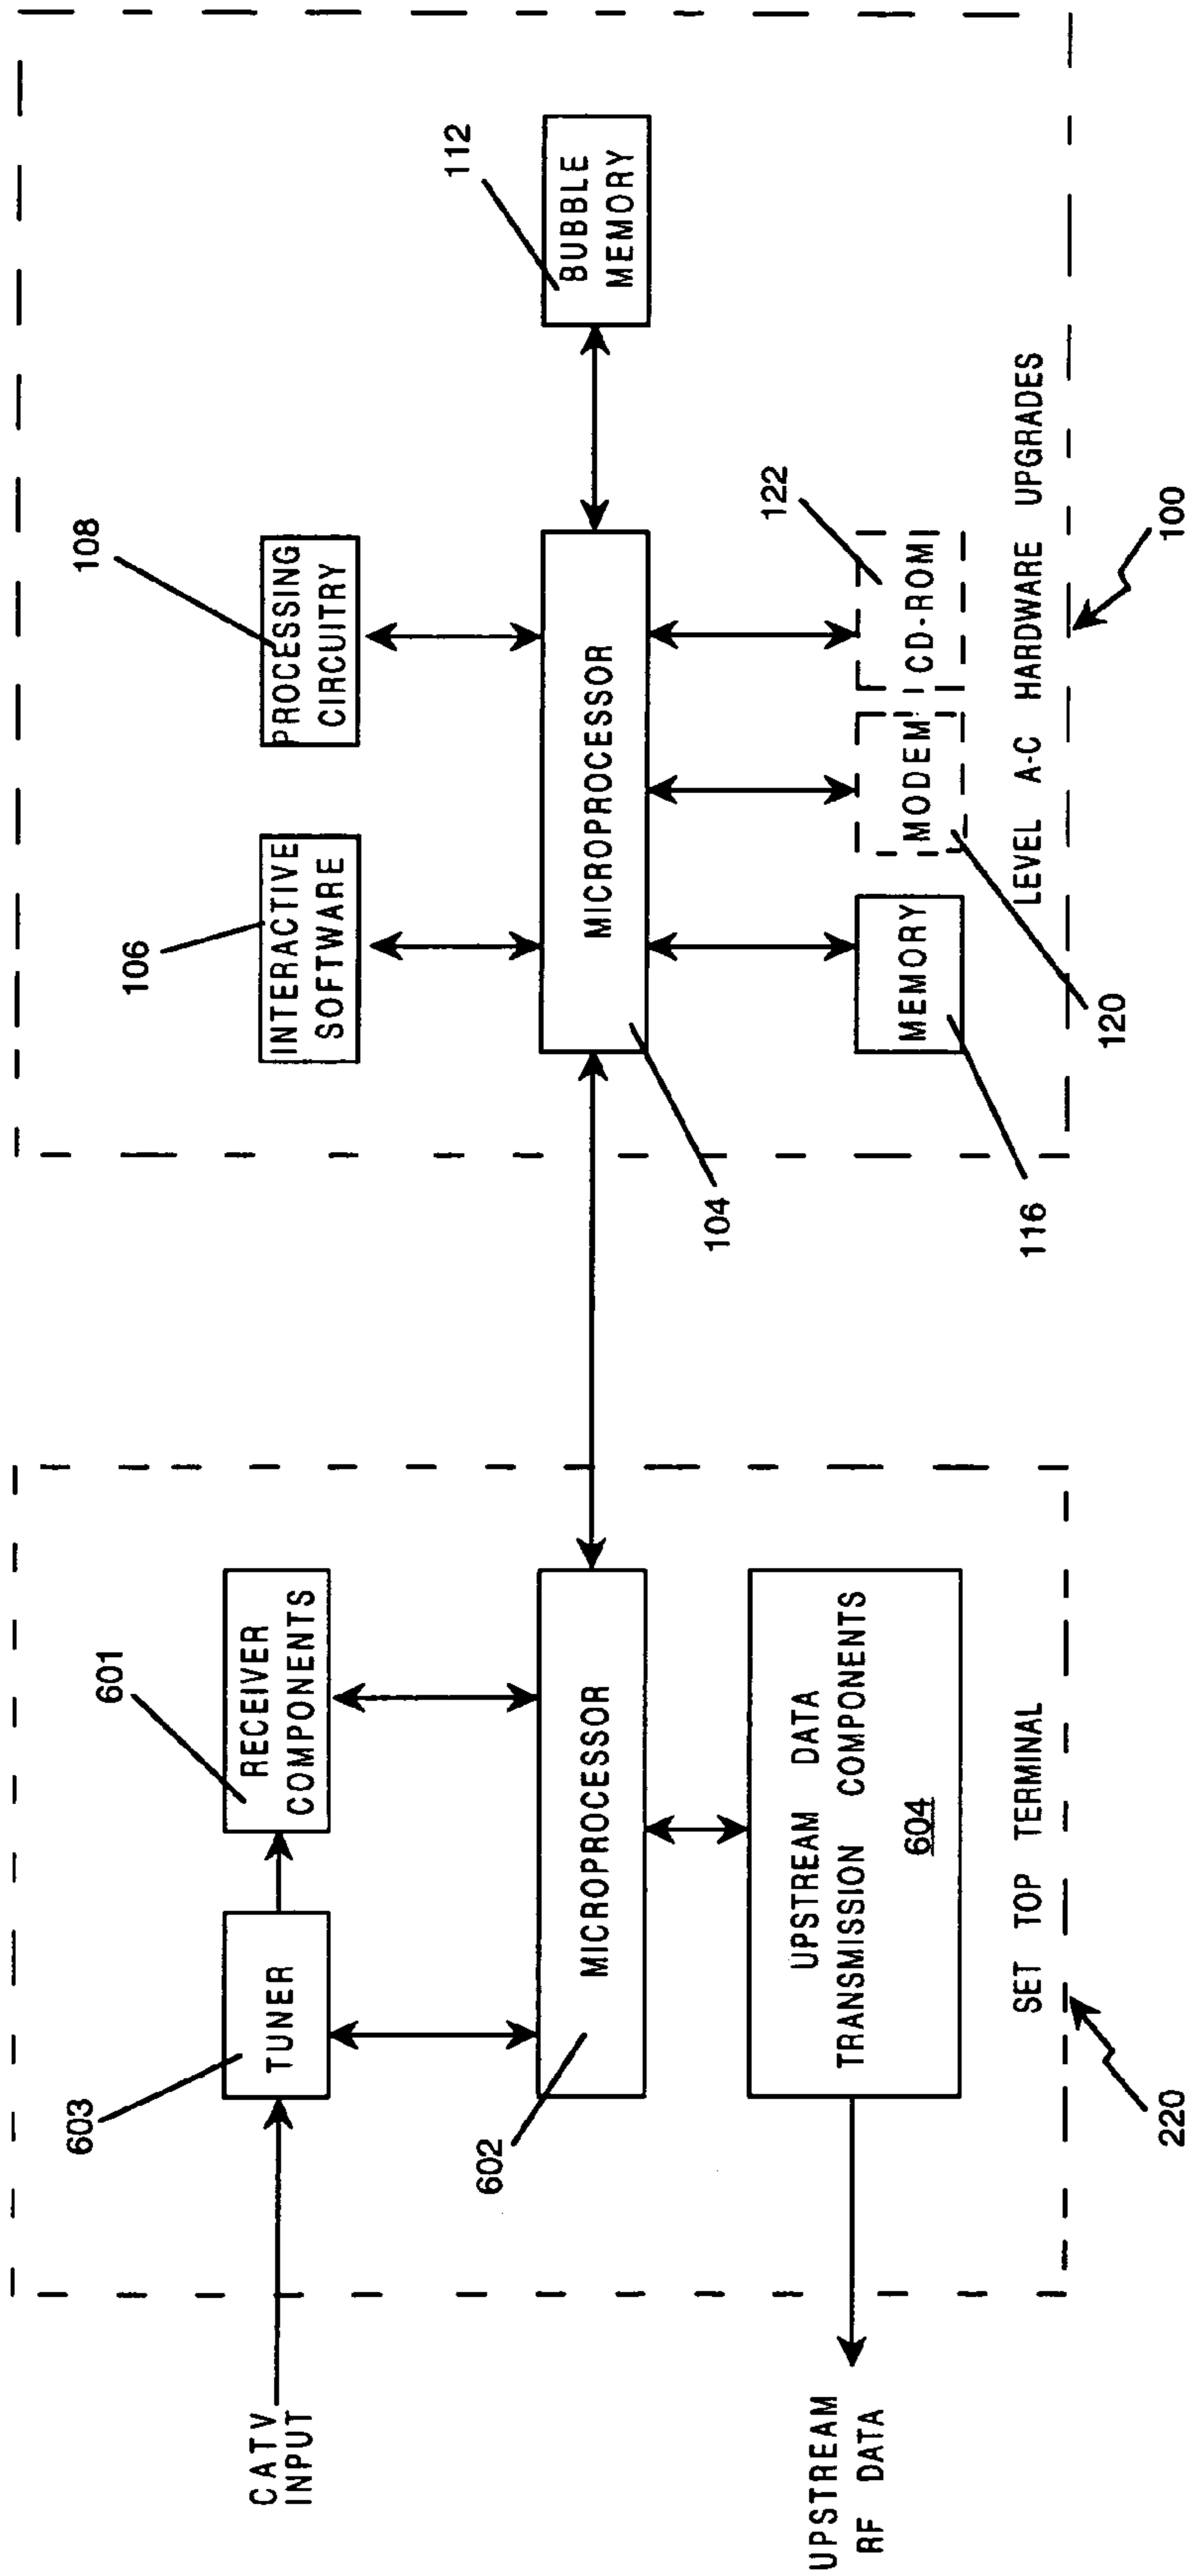 CATV
INPUT
603
TUNER
601
RECEIVER
COMPONENTS
602
MICROPROCESSOR
UPSTREAM DATA
TRANSMISSION COMPONENTS
604
UPSTREAM
RF DATA
SET TOP TERMINAL
220
106
INTERACTIVE
SOFTWARE
108
PROCESSING
CIRCUITRY
104
MICROPROCESSOR
112
BUBBLE
MEMORY
116
MEMORY
120
MODEM
122
CD-ROM
LEVEL A-C HARDWARE UPGRADES
100